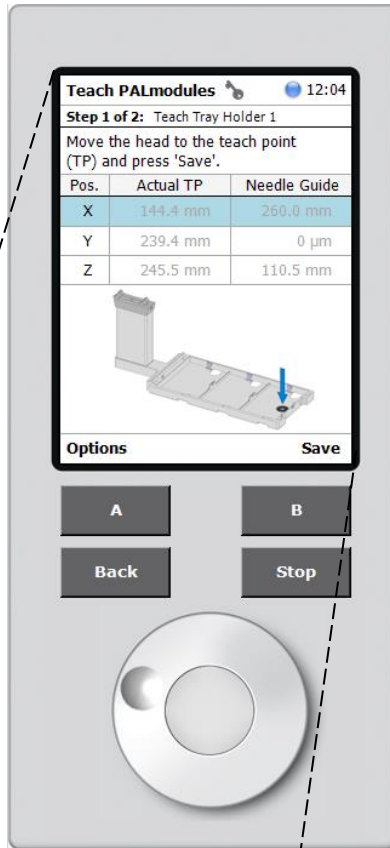 Teach PALmodules 12:04
Step 1 of 2: Teach Tray Holder 1
Move the head to the teach point
(TP) and press 'Save'.
Pos. Actual TP Needle Guide
X 144.4 mm 260.0 mm
Y 239.4 mm 0 µm
Z 245.5 mm 110.5 mm
Options Save
A B
Back Stop